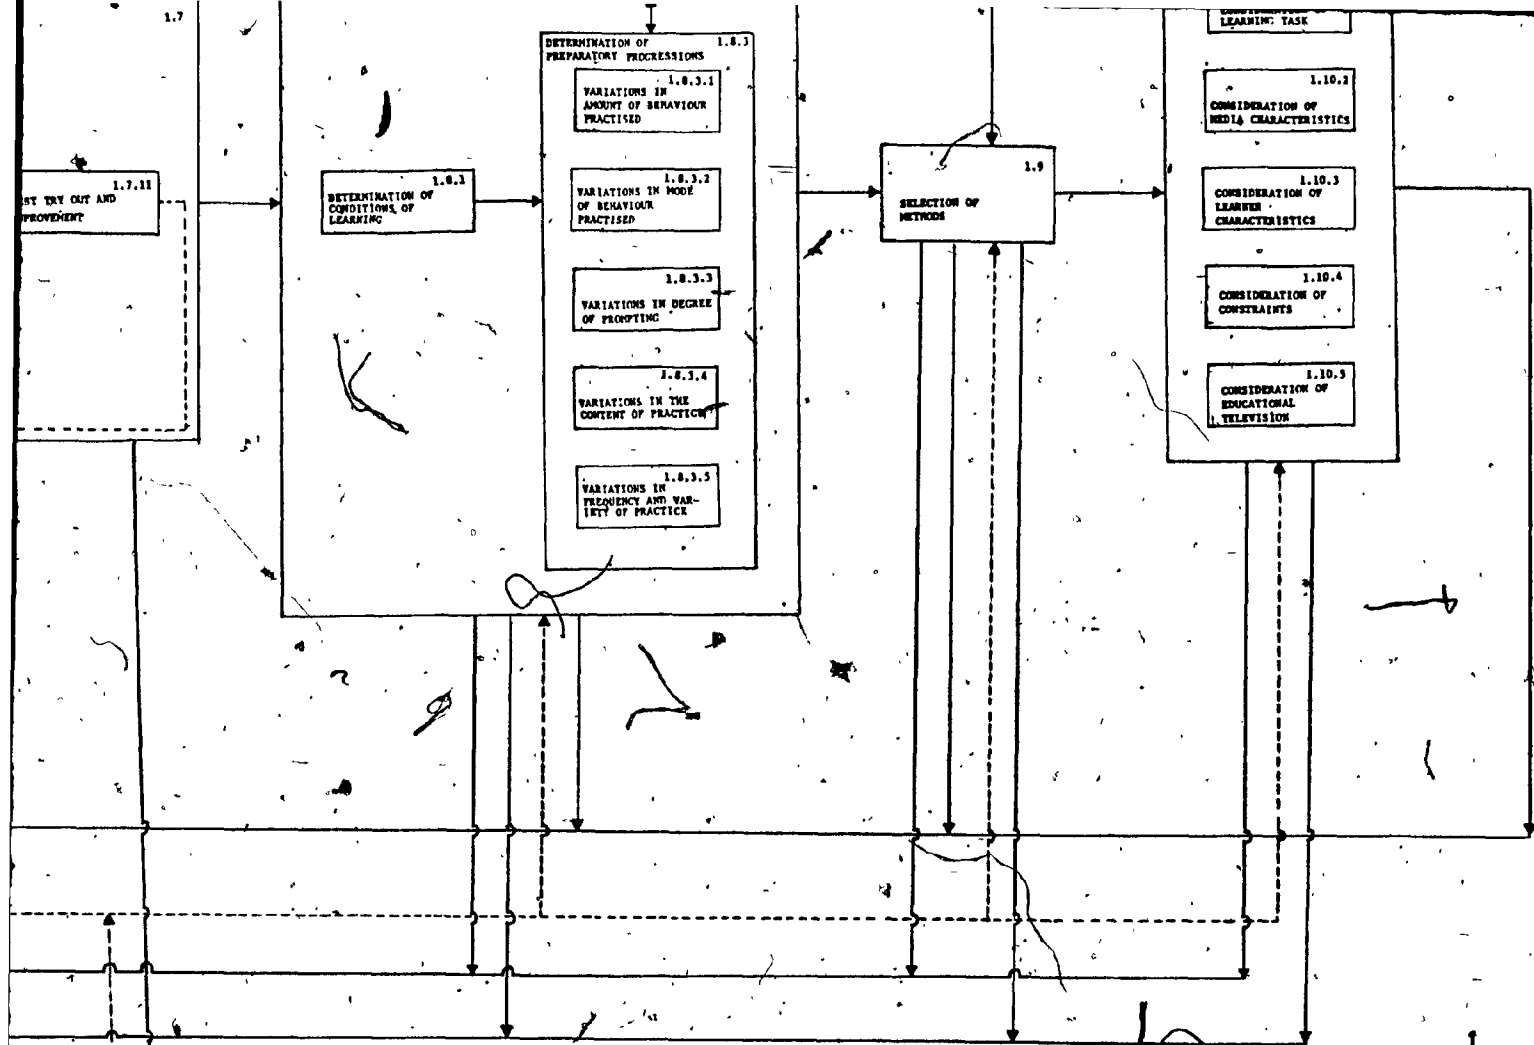 1.7
1.7.11
ST TRY OUT AND
PROVEMENT
1.8.1
DETERMINATION OF
CONDITIONS OF
LEARNING
DETERMINATION OF
1.8.3
PREPARATORY PROGRESSIONS
1.8.3.1
VARIATIONS IN
AMOUNT OF BEHAVIOUR
PRACTISED
1.8.3.2
VARIATIONS IN MODE
OF BEHAVIOUR
PRACTISED
1.8.3.3
VARIATIONS IN DEGREE
OF PROMPTING
1.8.3.4
VARIATIONS IN THE
CONTENT OF PRACTICE
1.8.3.5
VARIATIONS IN
FREQUENCY AND VAR-
IETY OF PRACTICE
1.9
SELECTION OF
METHODS
CONSIDERATION OF
LEARNING TASK
1.10.2
CONSIDERATION OF
MEDIA CHARACTERISTICS
1.10.3
CONSIDERATION OF
LEARNER
CHARACTERISTICS
1.10.4
CONSIDERATION OF
CONSTRAINTS
1.10.5
CONSIDERATION OF
EDUCATIONAL
TELEVISION